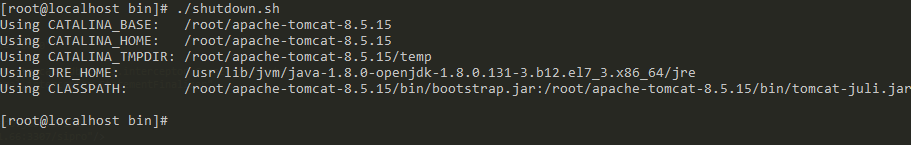 [root@localhost bin]# ./shutdown.sh
Using CATALINA_BASE:   /root/apache-tomcat-8.5.15
Using CATALINA_HOME:   /root/apache-tomcat-8.5.15
Using CATALINA_TMPDIR: /root/apache-tomcat-8.5.15/temp
Using JRE_HOME:        /usr/lib/jvm/java-1.8.0-openjdk-1.8.0.131-3.b12.el7_3.x86_64/jre
Using CLASSPATH:       /root/apache-tomcat-8.5.15/bin/bootstrap.jar:/root/apache-tomcat-8.5.15/bin/tomcat-juli.jar
[root@localhost bin]#